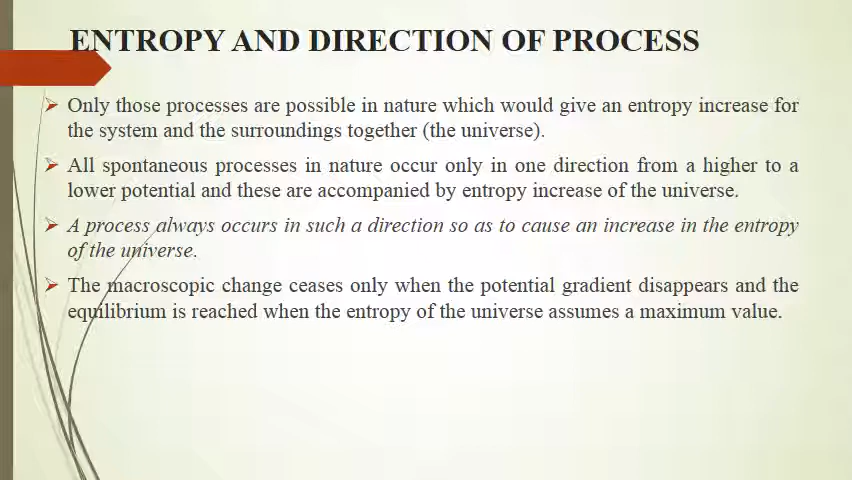 ENTROPY AND DIRECTION OF PROCESS
Only those processes are possible in nature which would give an entropy increase for
the system and the surroundings together (the universe).
All spontaneous processes in nature occur only in one direction from a higher to a
lower potential and these are accompanied by entropy increase of the universe.
A process always occurs in such a direction so as to cause an increase in the entropy
of the universe.
The macroscopic change ceases only when the potential gradient disappears and the
equilibrium is reached when the entropy of the universe assumes a maximum value.